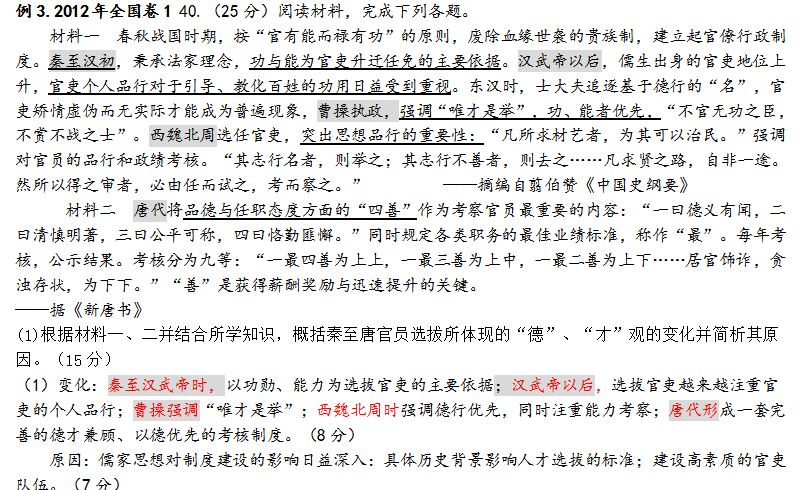 例 3.2012 年全国卷 1 40.（25 分）阅读材料，完成下列各题。
材料一　春秋战国时期，按“官有能而禄有功”的原则，废除血缘世袭的贵族制，建立起官僚行政制
度。秦至汉初，秉承法家理念，功与能为官吏升迁任免的主要依据。汉武帝以后，儒生出身的官吏地位上
升，官吏个人品行对于引导、教化百姓的功用日益受到重视。东汉时，士大夫追逐基于德行的“名”，官
吏矫情虚伪而无实际才能成为普遍现象，曹操执政，强调“唯才是举”，功、能者优先，“不官无功之臣，
不赏不战之士”。西魏北周选任官吏，突出思想品行的重要性：“凡所求材艺者，为其可以治民。”强调
对官员的品行和政绩考核。“其志行名者，则举之；其志行不善者，则去之……凡求贤之路，自非一途。
然所以得之审者，必由任而试之，考而察之。”　　　　——摘编自翦伯赞《中国史纲要》
材料二　唐代将品德与任职态度方面的“四善”作为考察官员最重要的内容：“一曰德义有闻，二
曰清慎明著，三曰公平可称，四曰恪勤匪懈。”同时规定各类职务的最佳业绩标准，称作“最”。每年考
核，公示结果。考核分为九等：“一最四善为上上，一最三善为上中，一最二善为上下……居官饰诈，贪
浊存状，为下下。”“善”是获得薪酬奖励与迅速提升的关键。
——据《新唐书》
(1)根据材料一、二并结合所学知识，概括秦至唐官员选拔所体现的“德”、“才”观的变化并简析其原
因。（15 分）
（1）变化：秦至汉武帝时，以功勋、能力为选拔官吏的主要依据；汉武帝以后，选拔官吏越来越注重官
吏的个人品行；曹操强调“唯才是举”；西魏北周时强调德行优先，同时注重能力考察；唐代形成一套完
善的德才兼顾、以德优先的考核制度。（8 分）
原因：儒家思想对制度建设的影响日益深入：具体历史背景影响人才选拔的标准；建设高素质的官吏
队伍。（7 分）